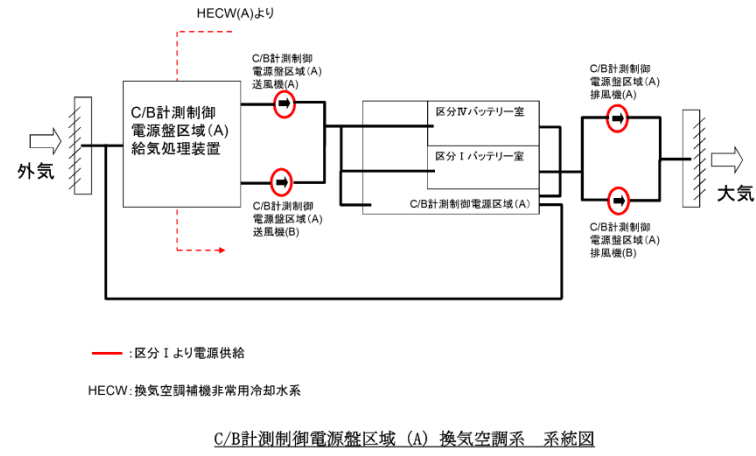 HECW(A)より
C/B計測制御
電源盤区域(A)
送風機(A)
C/B計測制御
電源盤区域(A)
給気処理装置
外気
C/B計測制御
電源盤区域(A)
送風機(B)
区分Ⅳバッテリー室
区分Ⅰバッテリー室
C/B計測制御電源区域(A)
C/B計測制御
電源盤区域(A)
排風機(A)
大気
C/B計測制御
電源盤区域(A)
排風機(B)
:区分Ⅰより電源供給
HECW:換気空調補機非常用冷却水系
C/B計測制御電源盤区域 (A) 換気空調系 系統図